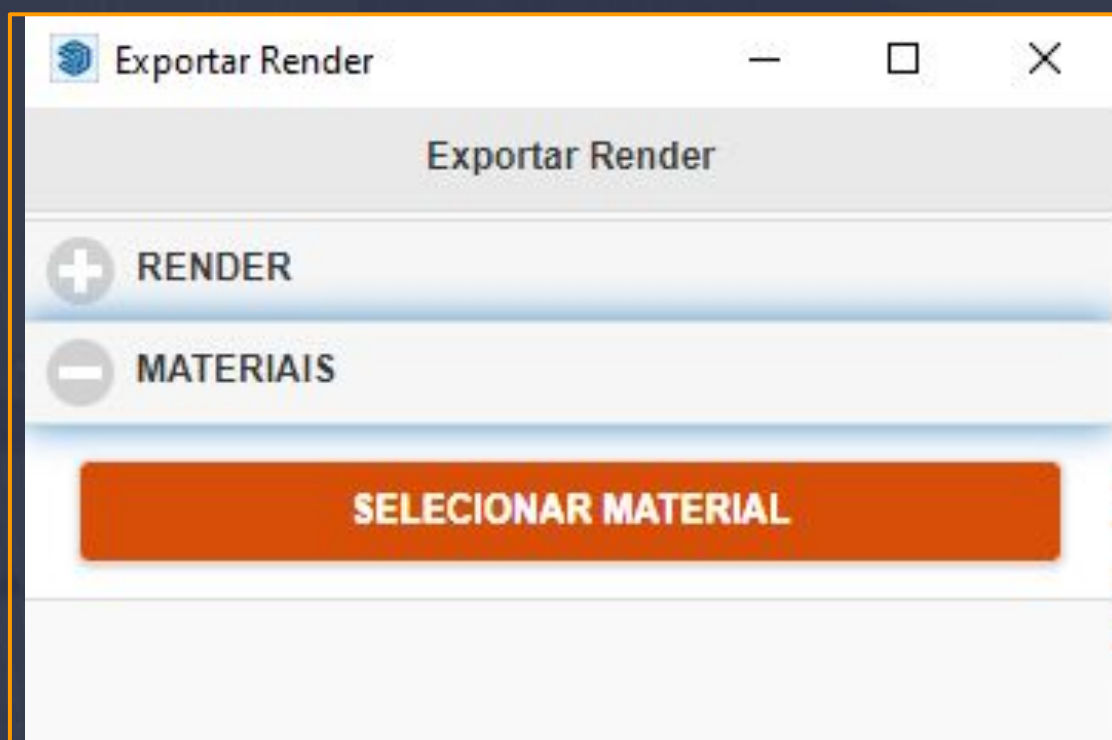 Exportar Render
Exportar Render
RENDER
MATERIAIS
SELECIONAR MATERIAL